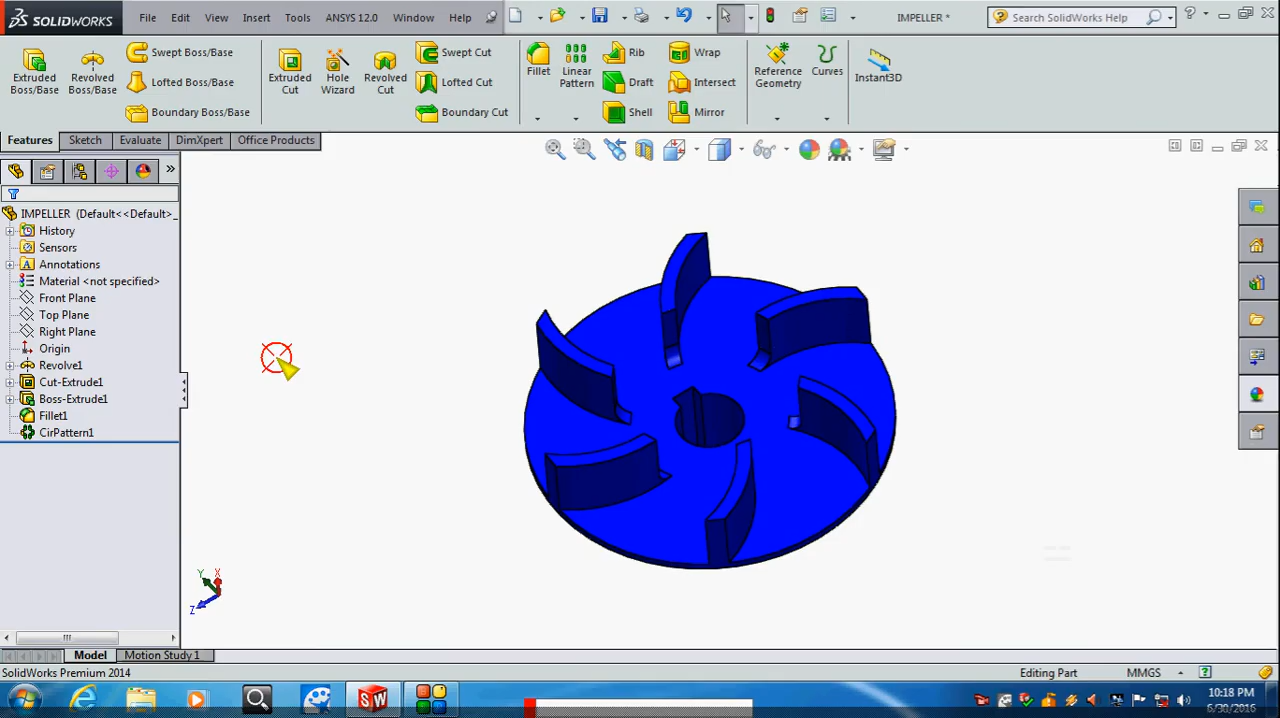 SOLIDWORKS File Edit View Insert Tools ANSYS 12.0 Window Help IMPELLER * Search SolidWorks Help
Extruded Boss/Base
Revolved Boss/Base
Swept Boss/Base
Lofted Boss/Base
Boundary Boss/Base
Extruded Cut
Hole Wizard
Revolved Cut
Swept Cut
Lofted Cut
Boundary Cut
Fillet
Linear Pattern
Rib
Draft
Shell
Wrap
Intersect
Mirror
Reference Geometry
Curves
Instant3D
Features Sketch Evaluate DimXpert Office Products
IMPELLER (Default<<Default>_
History
Sensors
Annotations
Material <not specified>
Front Plane
Top Plane
Right Plane
Origin
Revolve1
Cut-Extrude1
Boss-Extrude1
Fillet1
CirPattern1
Y X
Z
Model Motion Study 1
SolidWorks Premium 2014 Editing Part MMGS
SW
10:18 PM
6/30/2016